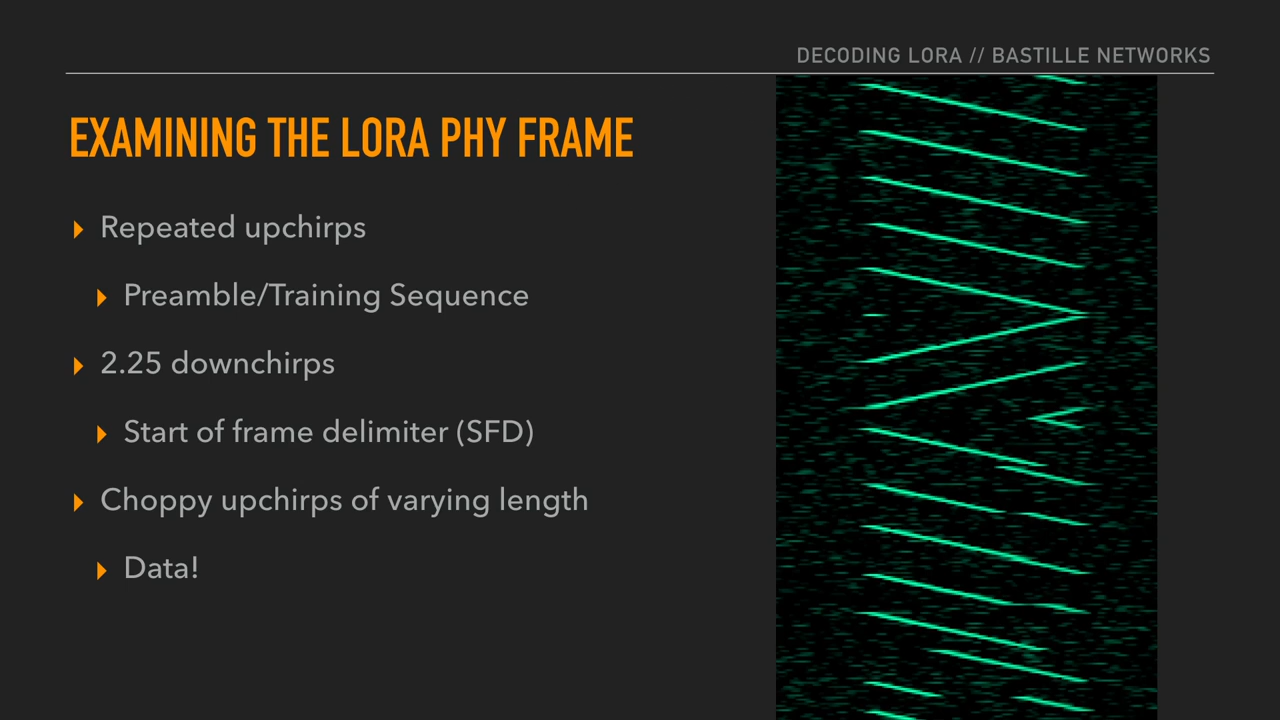 DECODING LORA // BASTILLE NETWORKS
EXAMINING THE LORA PHY FRAME
Repeated upchirps
Preamble/Training Sequence
2.25 downchirps
Start of frame delimiter (SFD)
Choppy upchirps of varying length
Data!